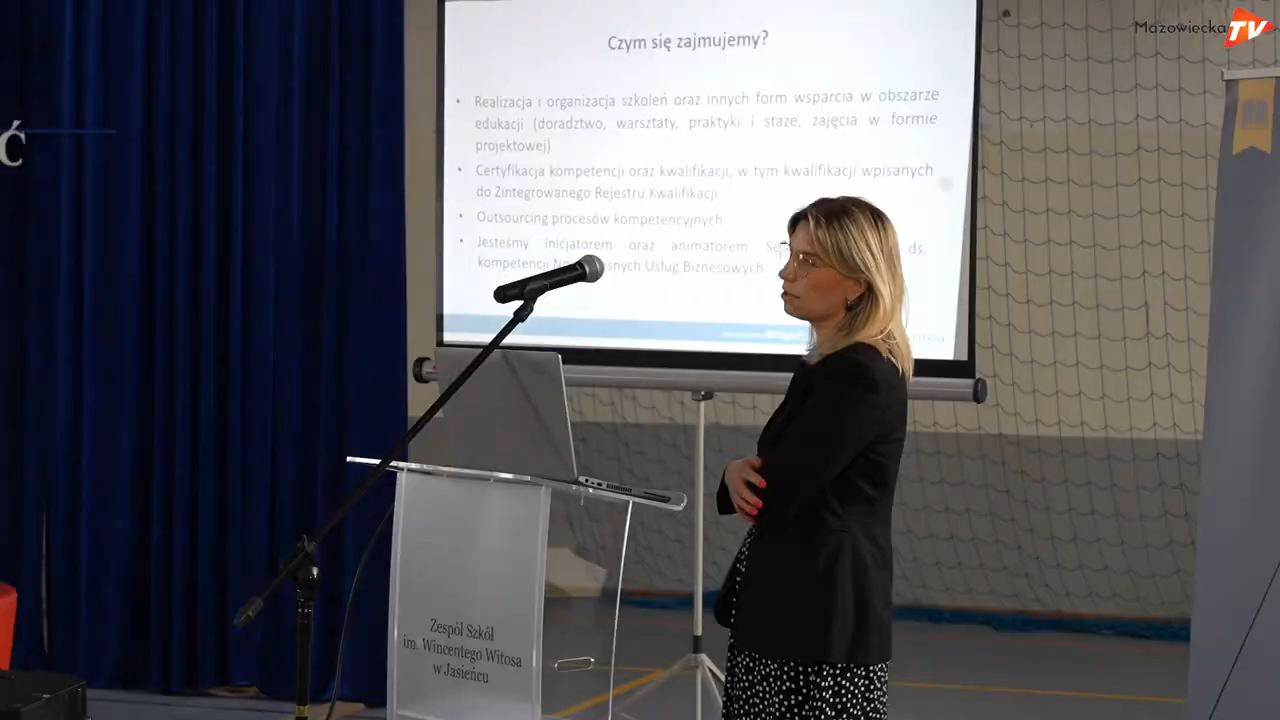 Mazowiecka TV
Ć
Czym się zajmujemy?
• Realizacja i organizacja szkoleń oraz innych form wsparcia w obszarze
edukacji (doradztwo, warsztaty, praktyki i staże, zajęcia w formie
projektowej)
• Certyfikacja kompetencji oraz kwalifikacji, w tym kwalifikacji wpisanych
do Zintegrowanego Rejestru Kwalifikacji
• Outsourcing procesów kompetencyjnych
• Jesteśmy inicjatorem oraz animatorem ds.
kompetencji Usług Biznesowych
Zespół Szkół
im. Wincentego Witosa
w Jasieńcu